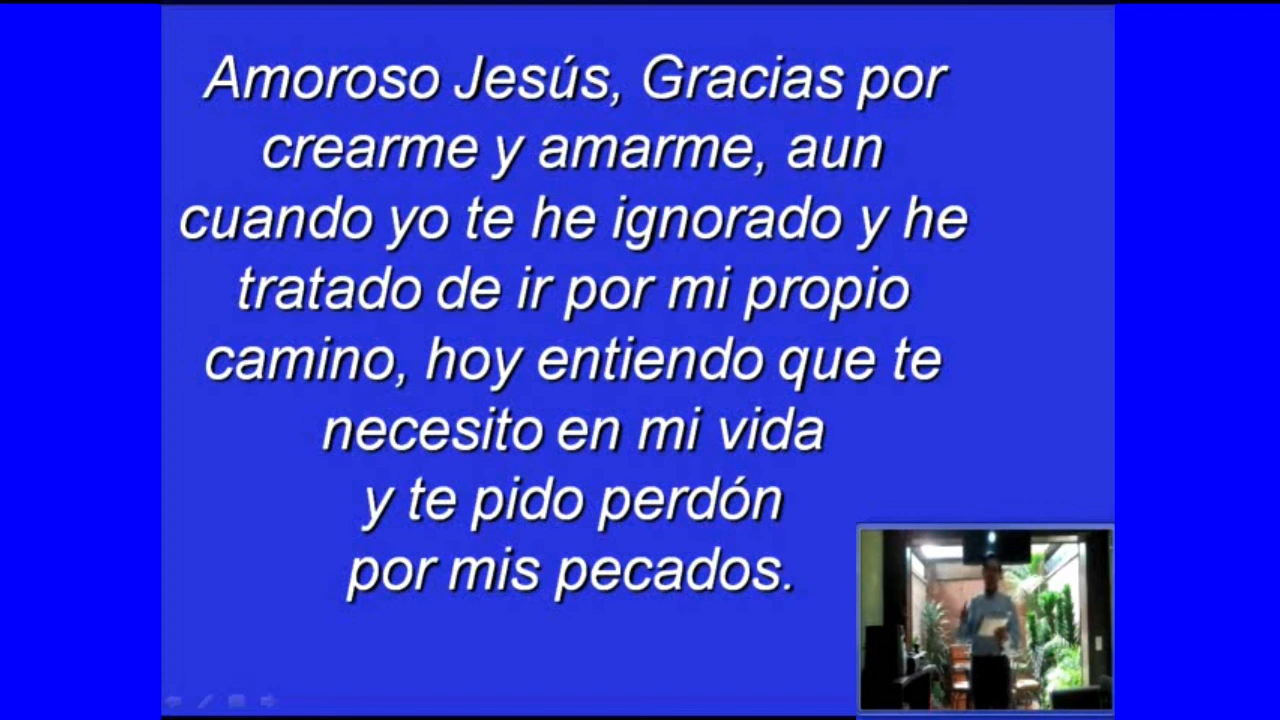 Amoroso Jesús, Gracias por
crearme y amarme, aun
cuando yo te he ignorado y he
tratado de ir por mi propio
camino, hoy entiendo que te
necesito en mi vida
y te pido perdón
por mis pecados.